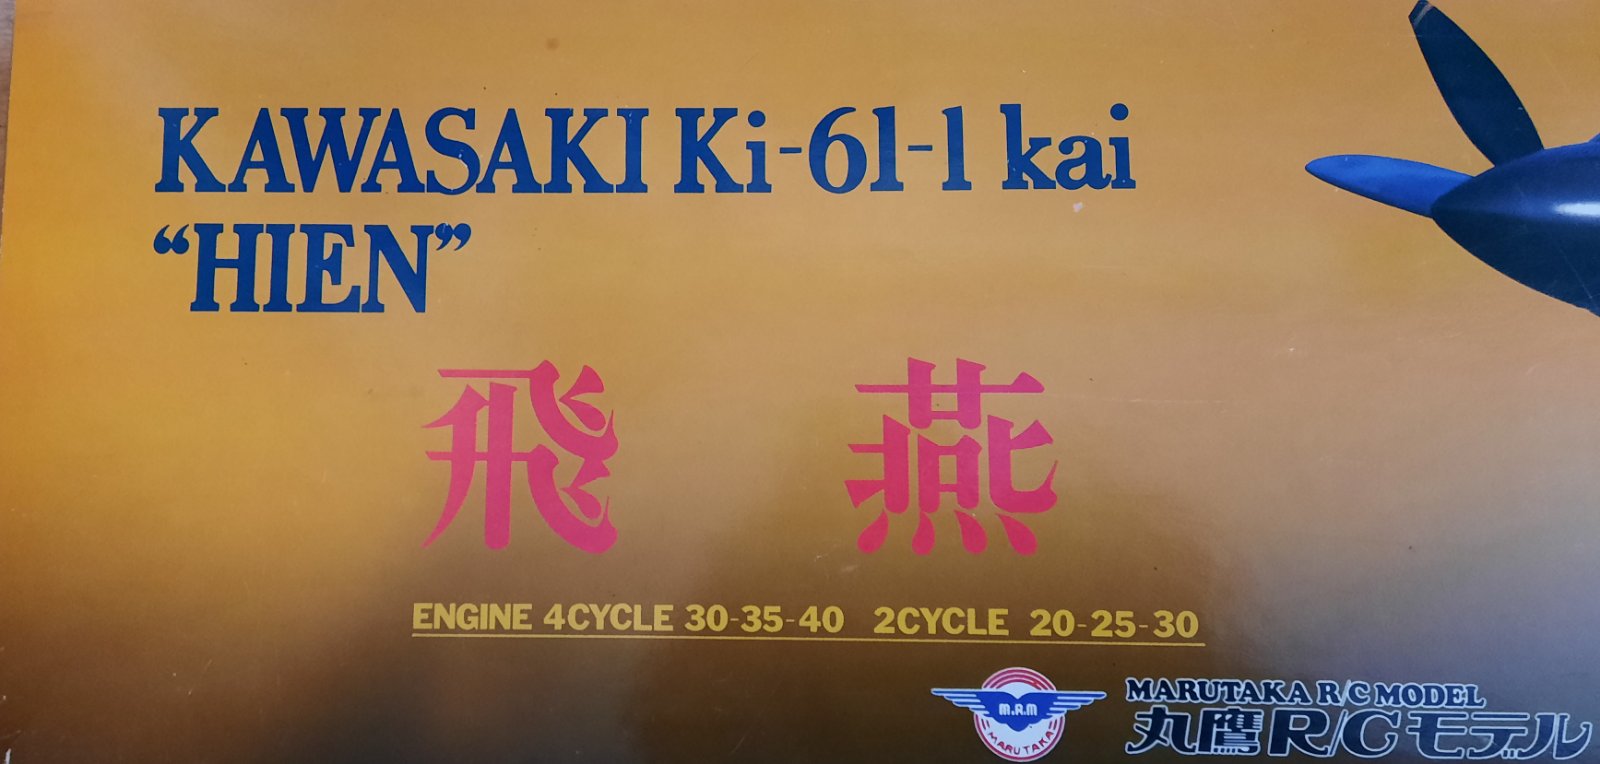 KAWASAKI Ki-61-1 kai
“HIEN”
飛燕
ENGINE 4CYCLE 30-35-40 2CYCLE 20-25-30
M.R.M
MARUTAKA
MARUTAKA R/C MODEL
丸鷹R/Cモデル